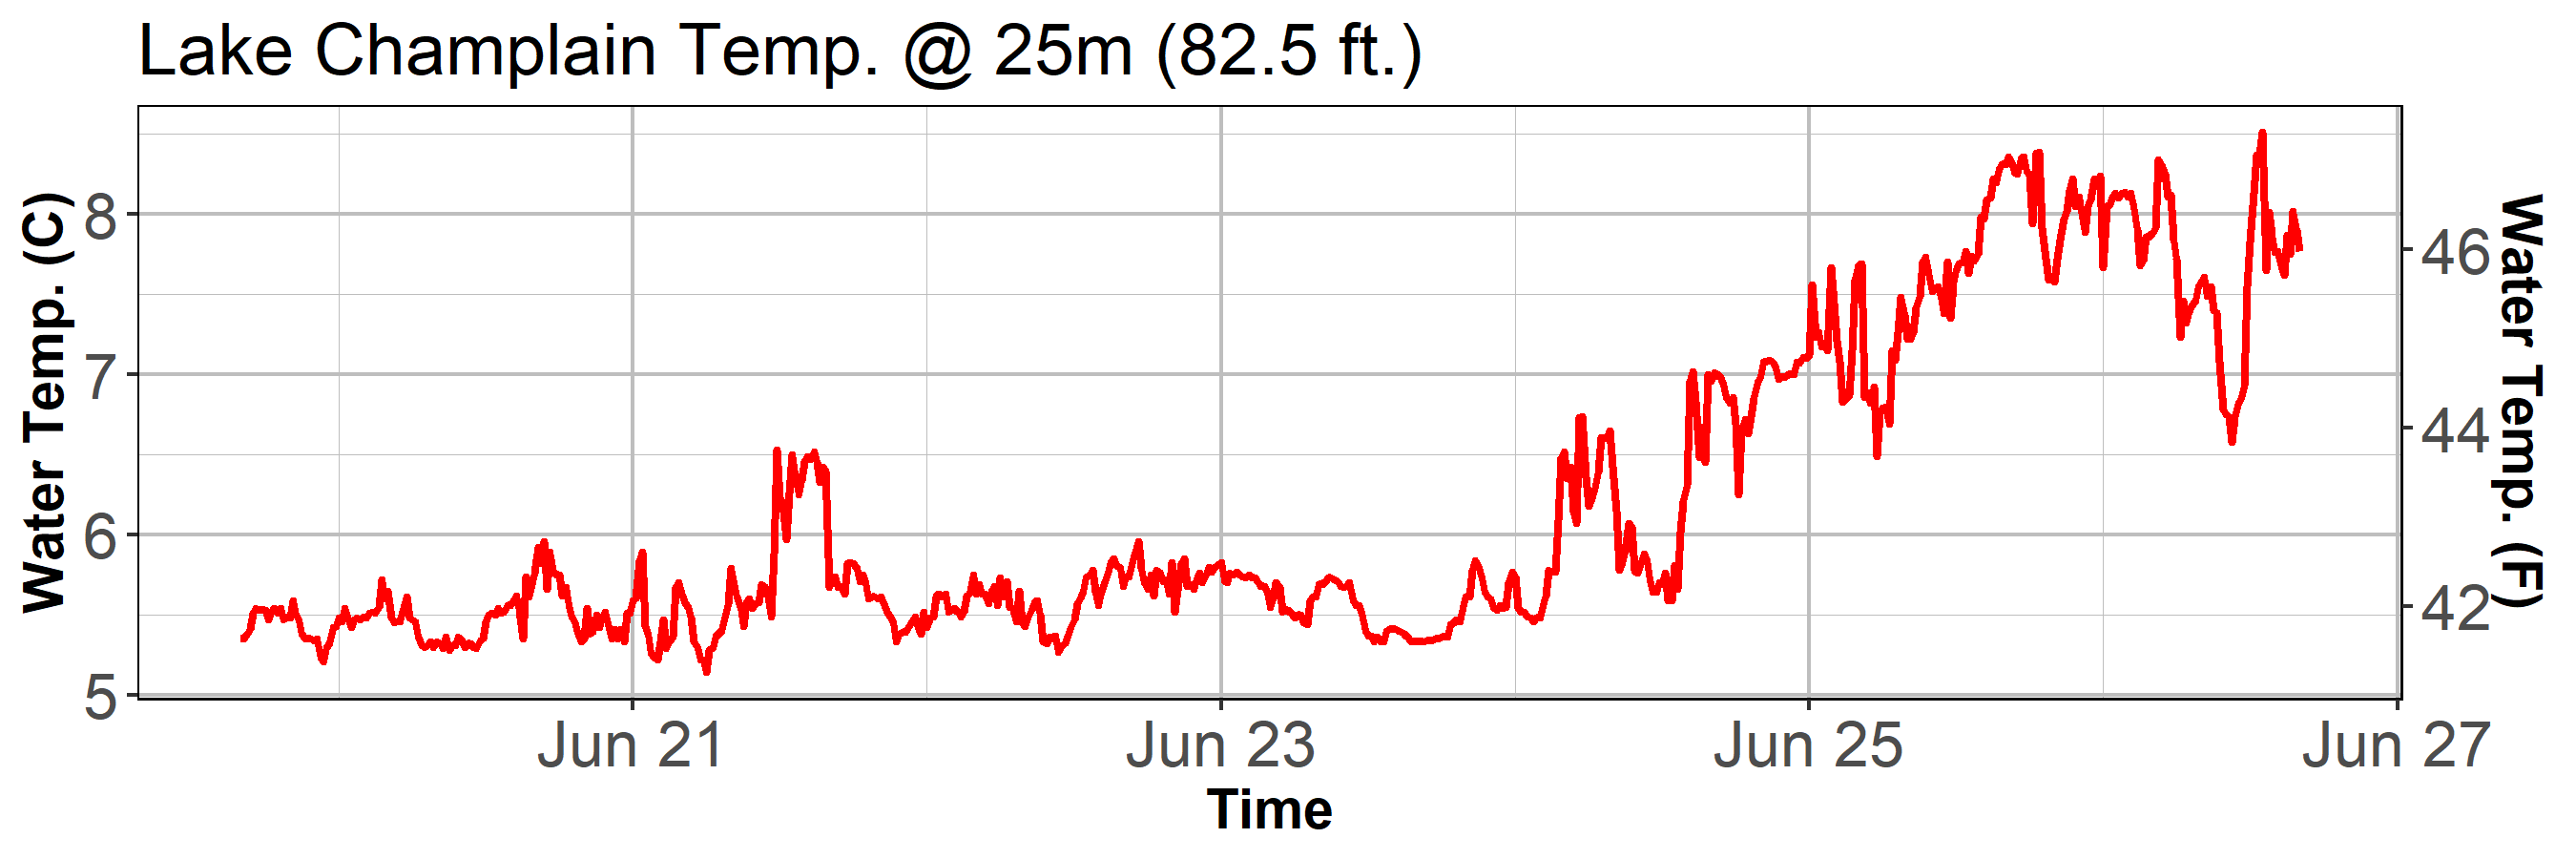 Lake Champlain Temp. @ 25m (82.5 ft.)
Water Temp. (C)
8
7
6
5
46
44
42
Water Temp. (F)
Jun 21 Jun 23 Jun 25 Jun 27
Time